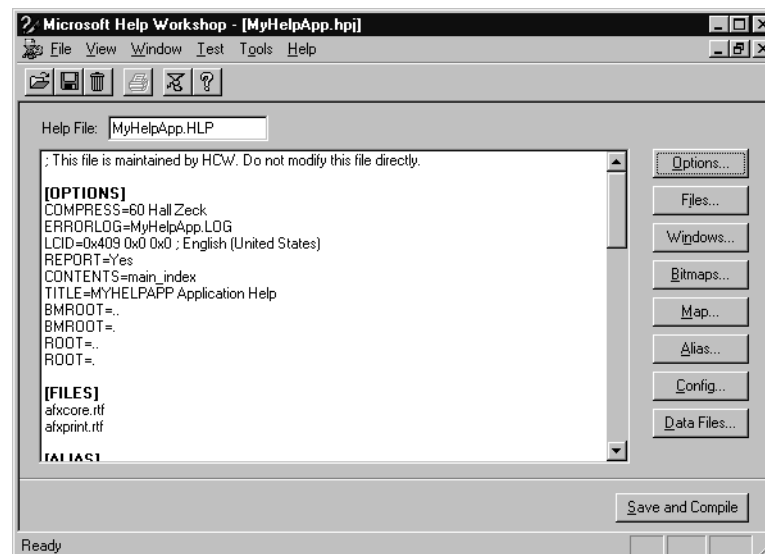 Microsoft Help Workshop - [MyHelpApp.hpj]
File View Window Test Tools Help
Help File: MyHelpApp.HLP
; This file is maintained by HCW. Do not modify this file directly.
[OPTIONS]
COMPRESS=60 Hall Zeck
ERRORLOG=MyHelpApp.LOG
LCID=0x409 0x0 0x0 ; English (United States)
REPORT=Yes
CONTENTS=main_index
TITLE=MYHELPAPP Application Help
BMROOT=..
BMROOT=.
ROOT=..
ROOT=.
[FILES]
afxcore.rtf
afxprint.rtf
[ALIAS]
Options...
Files...
Windows...
Bitmaps...
Map...
Alias...
Config...
Data Files...
Save and Compile
Ready